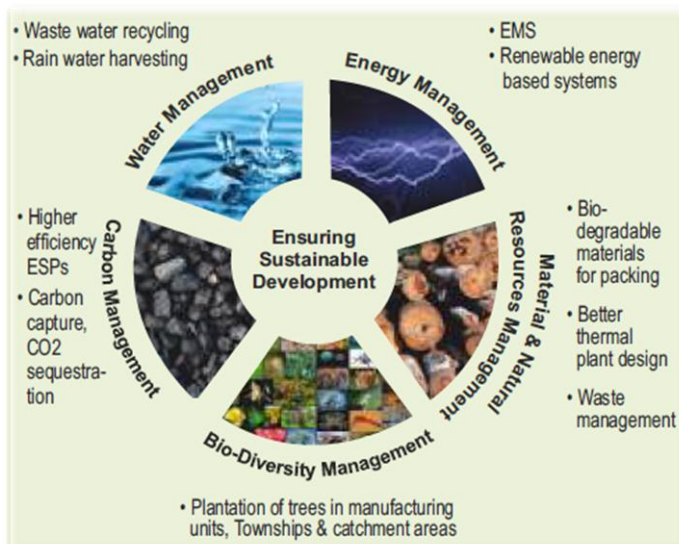 • Waste water recycling
• Rain water harvesting
Water Management
• EMS
• Renewable energy
based systems
Energy Management
• Higher
efficiency
ESPs
• Carbon
capture,
CO2
sequestra-
tion
Carbon Management
Ensuring
Sustainable
Development
Material & Natural
Resources Management
• Bio-
degradable
materials
for packing
• Better
thermal
plant design
• Waste
management
Bio-Diversity Management
• Plantation of trees in manufacturing
units, Townships & catchment areas